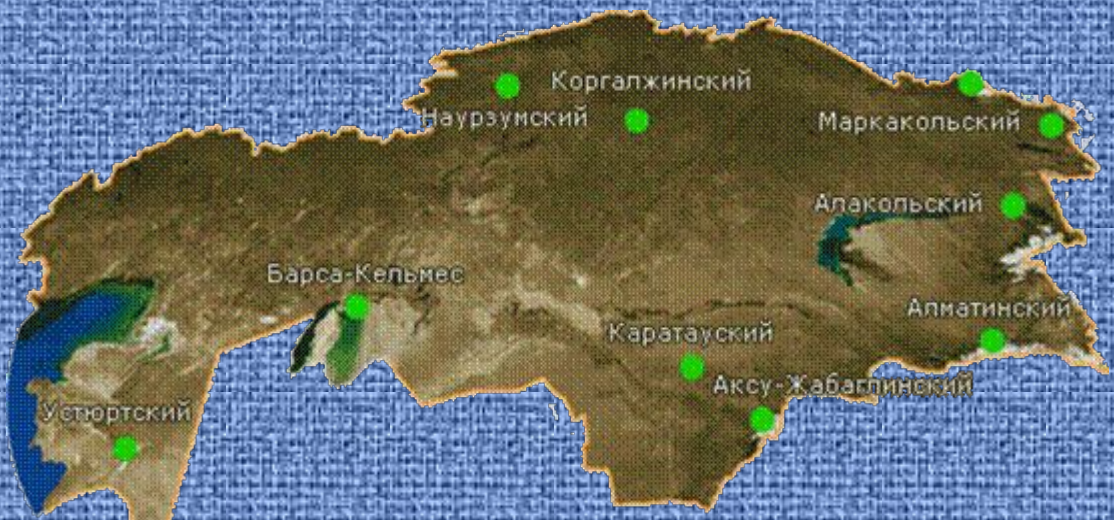 Коргалжинский
Наурзумский
Маркакольский
Алакольский
Барса-Кельмес
Алматинский
Каратауский
Аксу-Жабаглинский
Устюртский